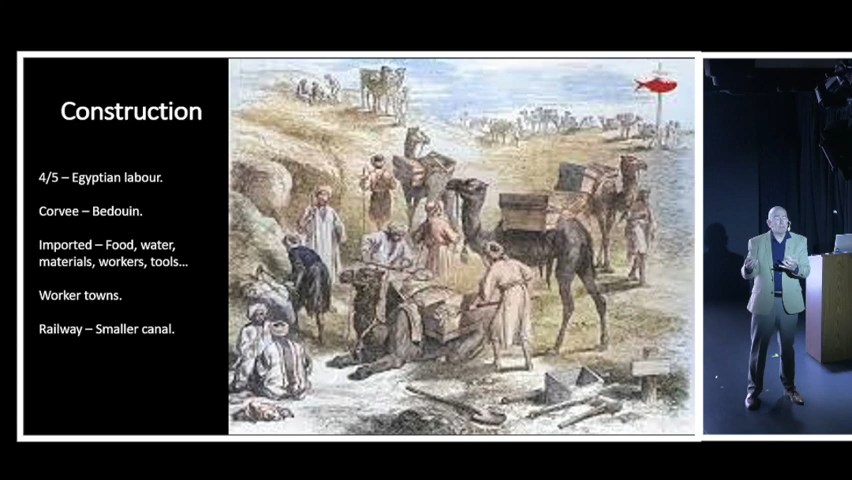 Construction
4/5 – Egyptian labour.
Corvee – Bedouin.
Imported – Food, water,
materials, workers, tools…
Worker towns.
Railway – Smaller canal.